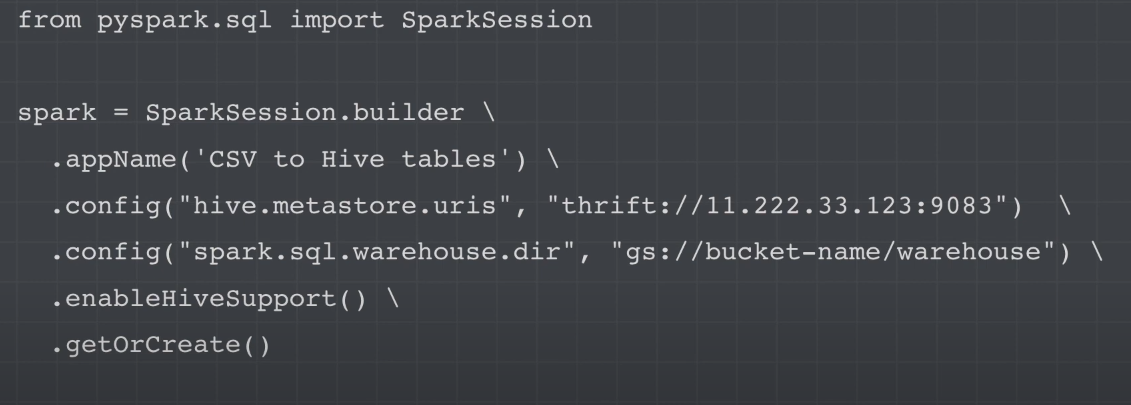 from pyspark.sql import SparkSession
spark = SparkSession.builder \
.appName('CSV to Hive tables') \
.config("hive.metastore.uris", "thrift://11.222.33.123:9083")  \
.config("spark.sql.warehouse.dir", "gs://bucket-name/warehouse") \
.enableHiveSupport() \
.getOrCreate()